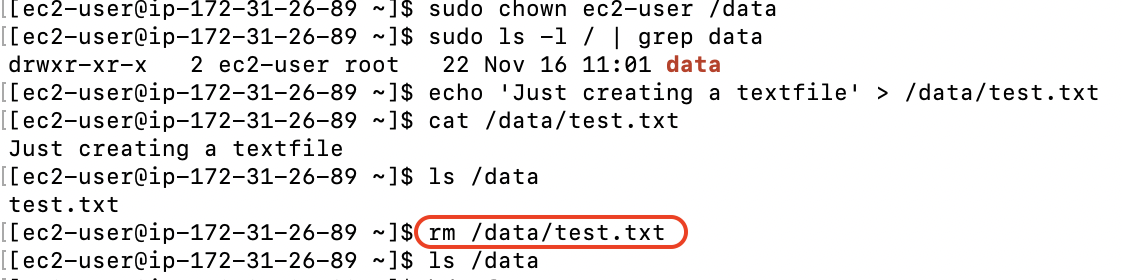 [[ec2-user@ip-172-31-26-89 ~]$ sudo chown ec2-user /data
[[ec2-user@ip-172-31-26-89 ~]$ sudo ls -l / | grep data
drwxr-xr-x   2 ec2-user root   22 Nov 16 11:01 data
[[ec2-user@ip-172-31-26-89 ~]$ echo 'Just creating a textfile' > /data/test.txt
[[ec2-user@ip-172-31-26-89 ~]$ cat /data/test.txt
Just creating a textfile
[[ec2-user@ip-172-31-26-89 ~]$ ls /data
test.txt
[[ec2-user@ip-172-31-26-89 ~]$ rm /data/test.txt
[[ec2-user@ip-172-31-26-89 ~]$ ls /data